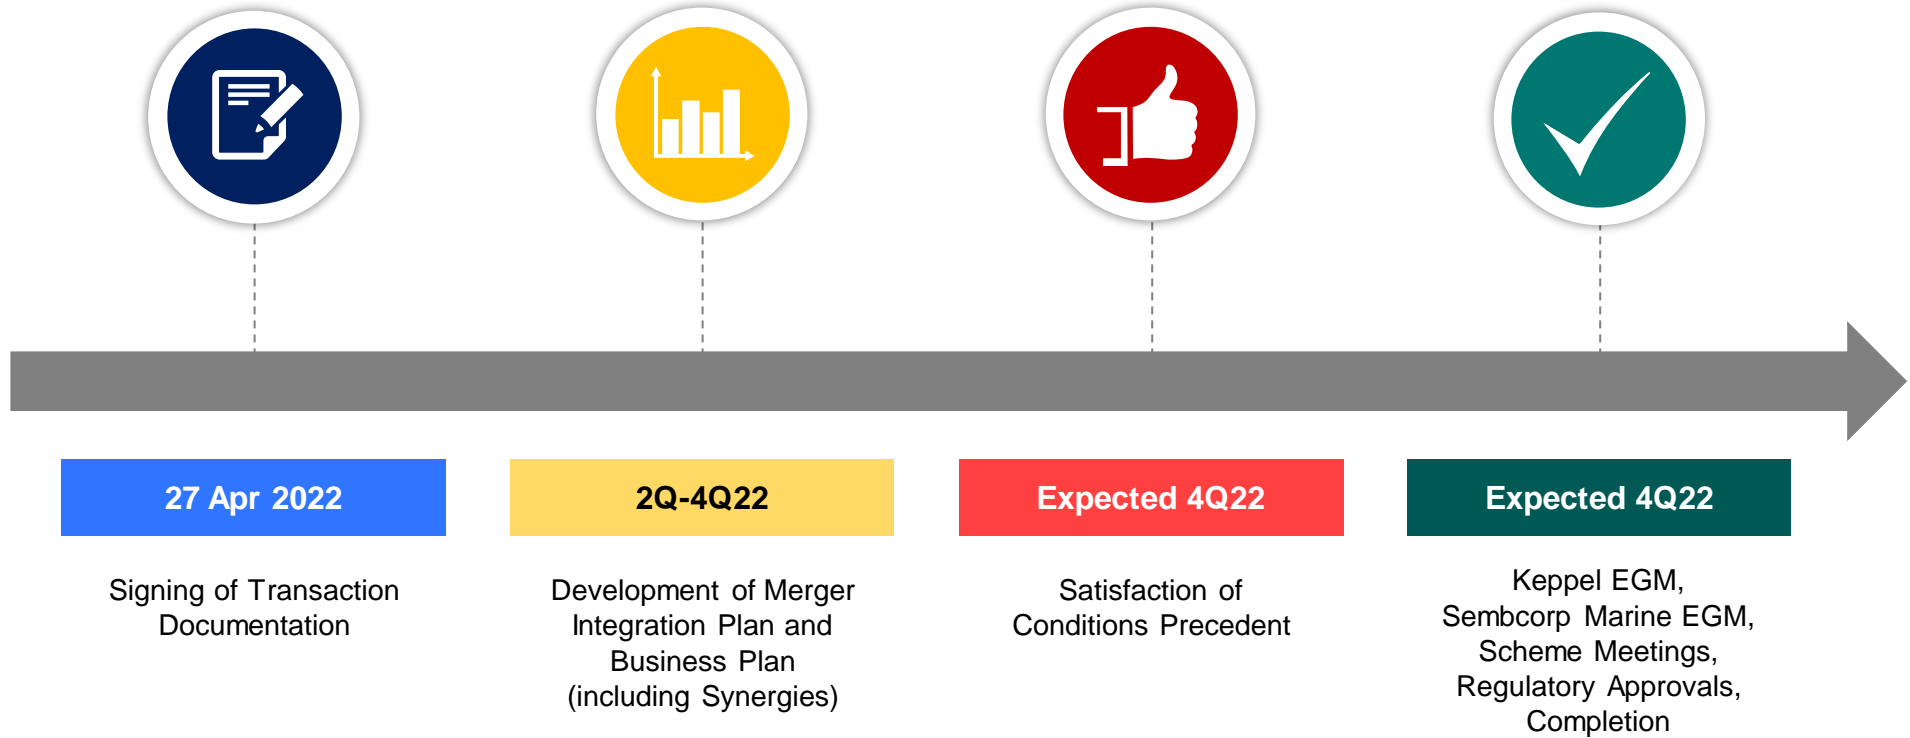 27 Apr 2022
Signing of Transaction
Documentation
2Q-4Q22
Development of Merger
Integration Plan and
Business Plan
(including Synergies)
Expected 4Q22
Satisfaction of
Conditions Precedent
Expected 4Q22
Keppel EGM,
Sembcorp Marine EGM,
Scheme Meetings,
Regulatory Approvals,
Completion